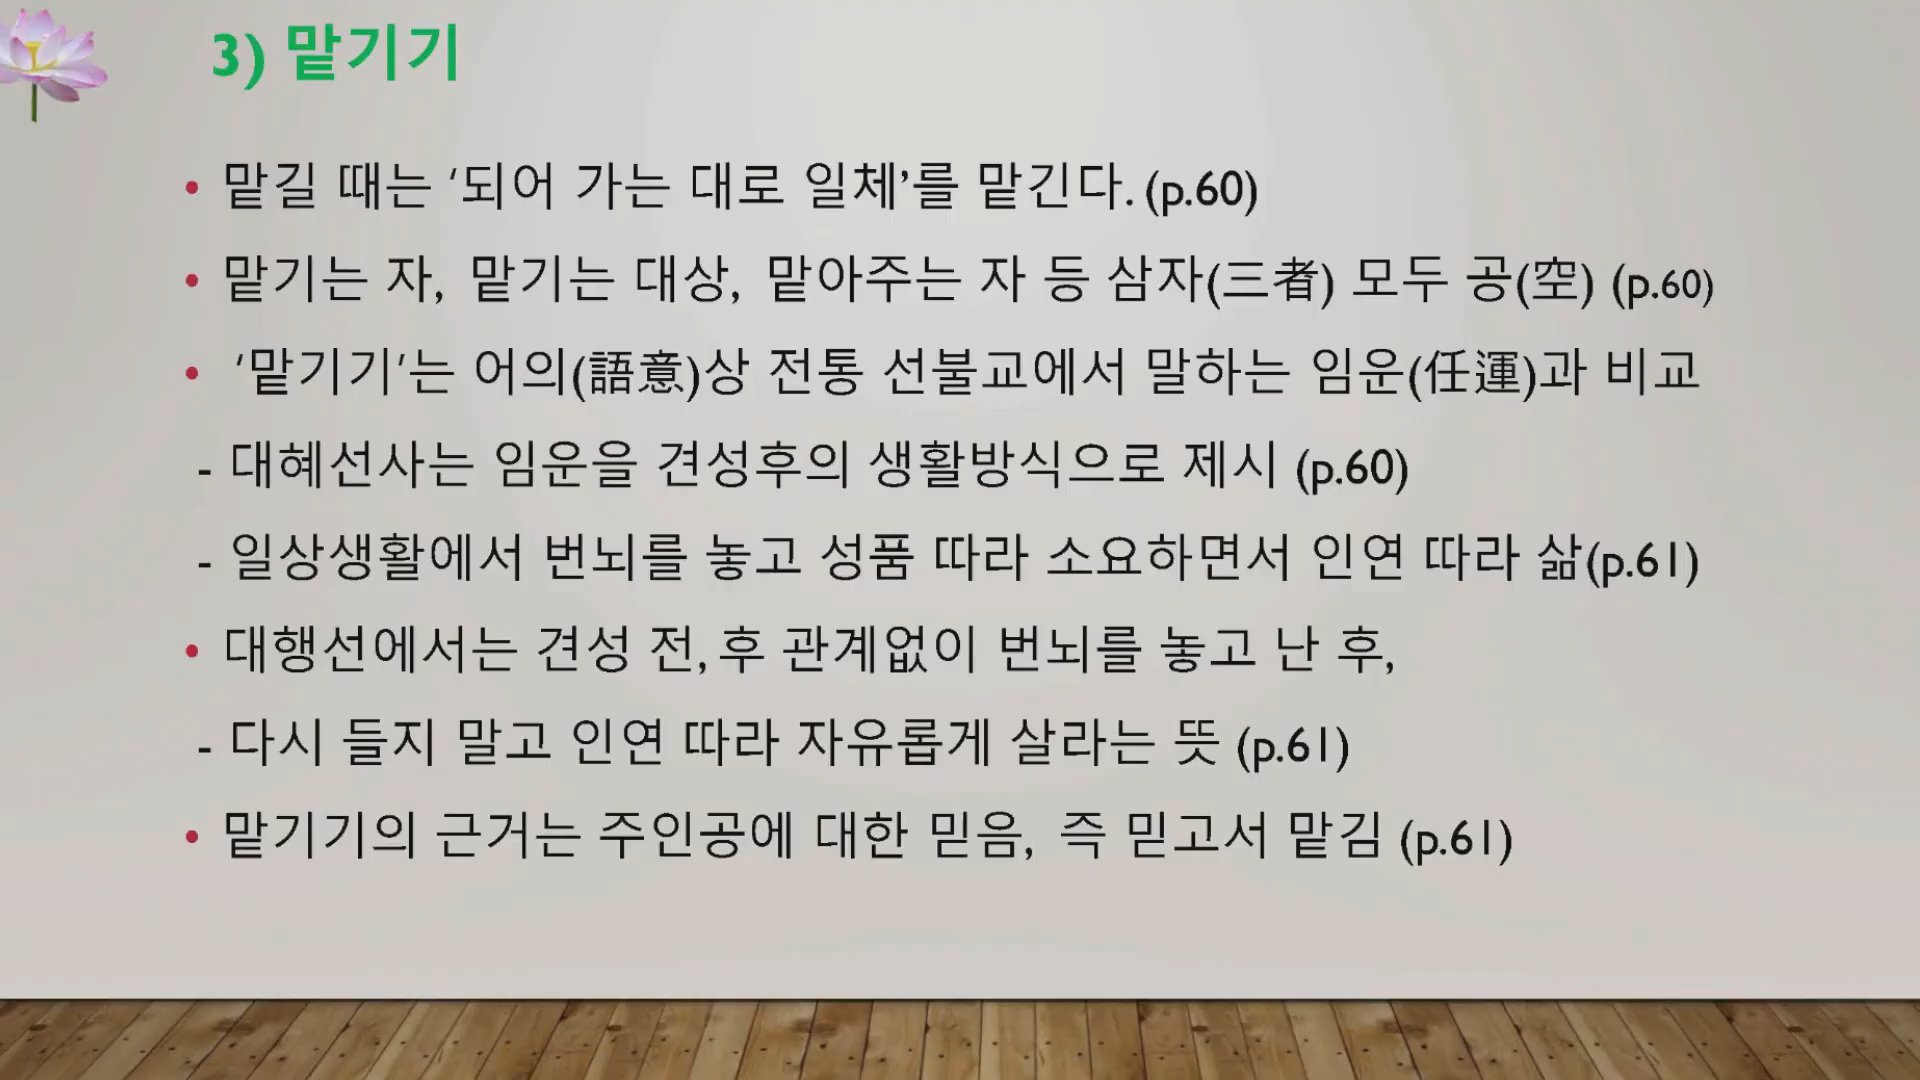 3) 맡기기
• 맡길 때는 ‘되어 가는 대로 일체’를 맡긴다. (p.60)
• 맡기는 자, 맡기는 대상, 맡아주는 자 등 삼자(三者) 모두 공(空) (p.60)
• ‘맡기기’는 어의(語意)상 전통 선불교에서 말하는 임운(任運)과 비교
- 대혜선사는 임운을 견성후의 생활방식으로 제시 (p.60)
- 일상생활에서 번뇌를 놓고 성품 따라 소요하면서 인연 따라 삶(p.61)
• 대행선에서는 견성 전, 후 관계없이 번뇌를 놓고 난 후,
- 다시 들지 말고 인연 따라 자유롭게 살라는 뜻 (p.61)
• 맡기기의 근거는 주인공에 대한 믿음, 즉 믿고서 맡김 (p.61)